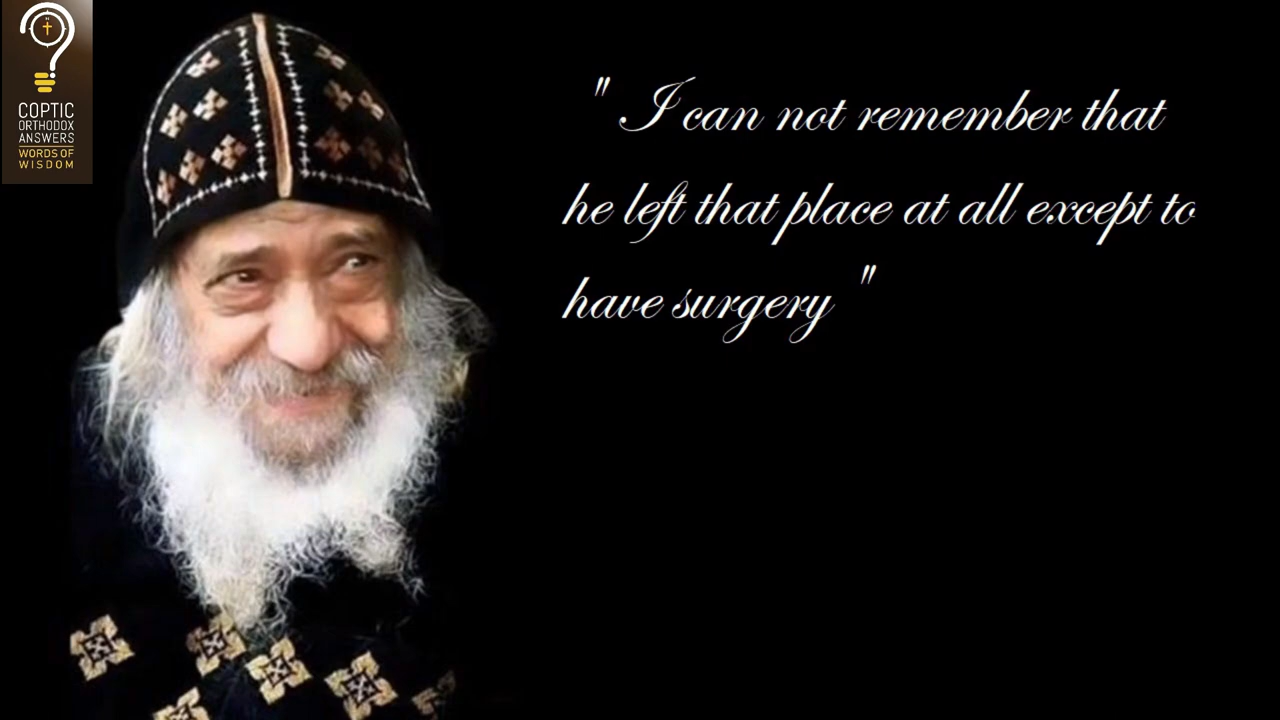 COPTIC
ORTHODOX
ANSWERS
WORDS OF
WISDOM
" I can not remember that
he left that place at all except to
have surgery "